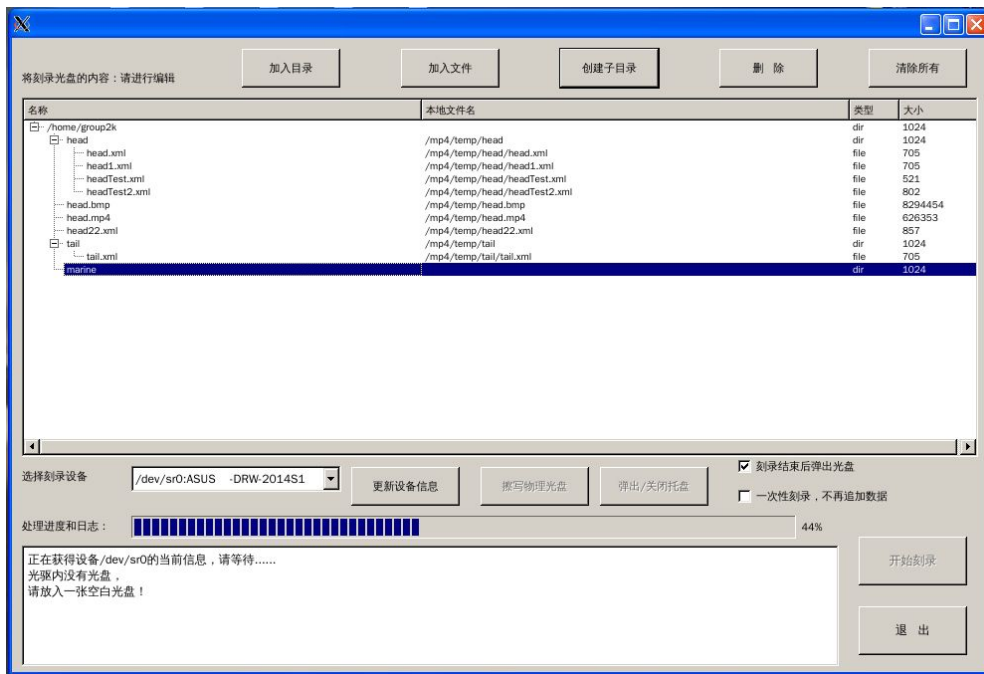 将刻录光盘的内容：请进行编辑 加入目录 加入文件 创建子目录 删 除 清除所有
名称 本地文件名 类型 大小
/home/group2k dir 1024
head /mp4/temp/head dir 1024
head.xml /mp4/temp/head/head.xml file 705
head1.xml /mp4/temp/head/head1.xml file 705
headTest.xml /mp4/temp/head/headTest.xml file 521
headTest2.xml /mp4/temp/head/headTest2.xml file 802
head.bmp /mp4/temp/head.bmp file 8294454
head.mp4 /mp4/temp/head.mp4 file 626353
head22.xml /mp4/temp/head22.xml file 857
tail /mp4/temp/tail dir 1024
tail.xml /mp4/temp/tail/tail.xml file 705
marine dir 1024
选择刻录设备 /dev/sr0:ASUS -DRW-2014S1 更新设备信息 擦写物理光盘 弹出/关闭托盘 刻录结束后弹出光盘
一次性刻录，不再追加数据
处理进度和日志： 44%
正在获得设备/dev/sr0的当前信息，请等待......
光驱内没有光盘，
请放入一张空白光盘！
开始刻录
退 出